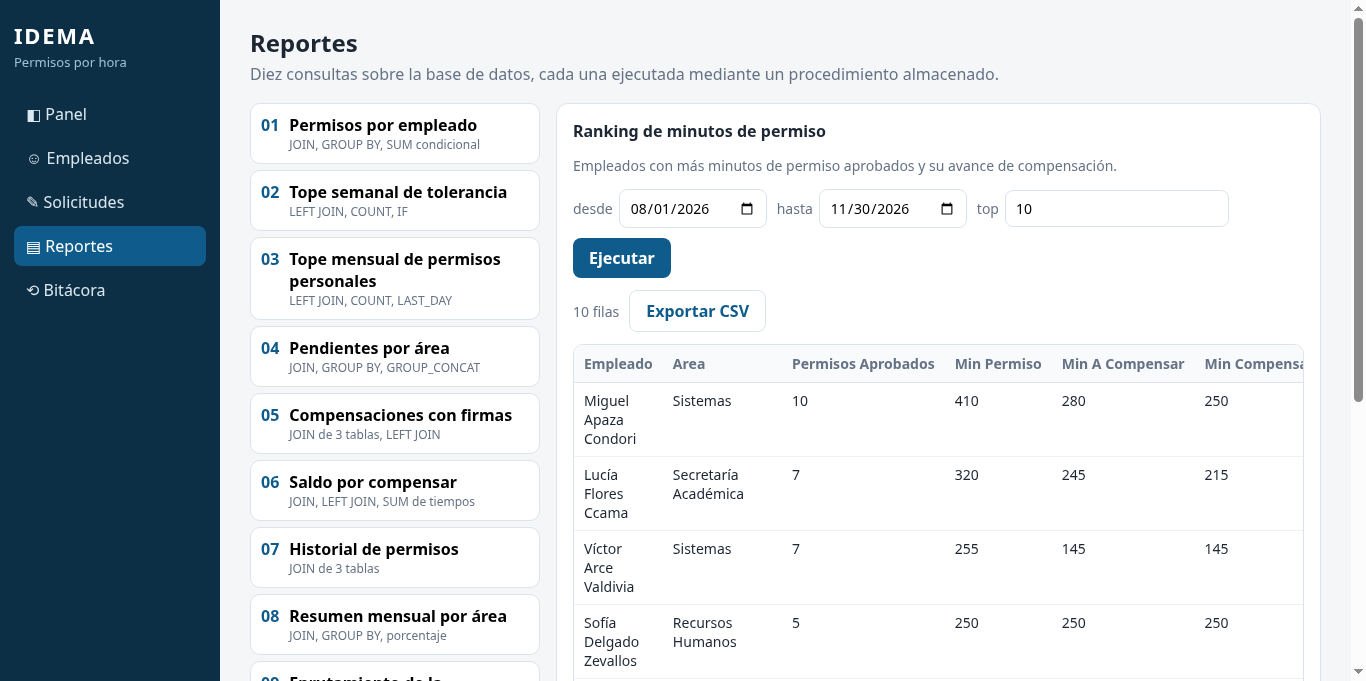 IDEMA
Permisos por hora
◧ Panel
☺ Empleados
✎ Solicitudes
▤ Reportes
⟲ Bitácora
Reportes
Diez consultas sobre la base de datos, cada una ejecutada mediante un procedimiento almacenado.
01 Permisos por empleado
JOIN, GROUP BY, SUM condicional
02 Tope semanal de tolerancia
LEFT JOIN, COUNT, IF
03 Tope mensual de permisos
personales
LEFT JOIN, COUNT, LAST_DAY
04 Pendientes por área
JOIN, GROUP BY, GROUP_CONCAT
05 Compensaciones con firmas
JOIN de 3 tablas, LEFT JOIN
06 Saldo por compensar
JOIN, LEFT JOIN, SUM de tiempos
07 Historial de permisos
JOIN de 3 tablas
08 Resumen mensual por área
JOIN, GROUP BY, porcentaje
Ranking de minutos de permiso
Empleados con más minutos de permiso aprobados y su avance de compensación.
desde 08/01/2026 hasta 11/30/2026 top 10
Ejecutar
10 filas Exportar CSV
Empleado Area Permisos Aprobados Min Permiso Min A Compensar Min Compensa
Miguel Sistemas 10 410 280 250
Apaza
Condori
Lucía Secretaría 7 320 245 215
Flores Académica
Ccama
Víctor Sistemas 7 255 145 145
Arce
Valdivia
Sofía Recursos 5 250 250 250
Delgado Humanos
Zevallos